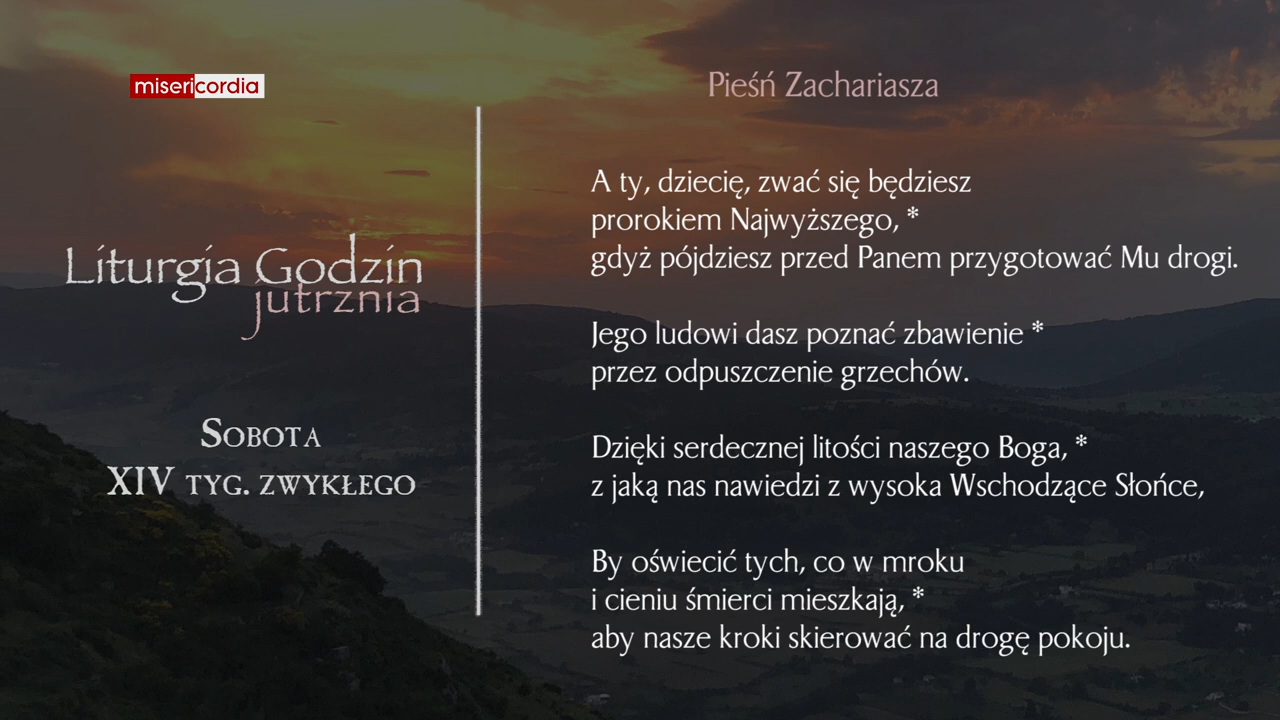 misericordia
Liturgia Godzin
jutrznia
Sobota
XIV tyg. zwykłego
Pieśń Zachariasza
A ty, dziecię, zwać się będziesz
prorokiem Najwyższego, *
gdyż pójdziesz przed Panem przygotować Mu drogi.
Jego ludowi dasz poznać zbawienie *
przez odpuszczenie grzechów.
Dzięki serdecznej litości naszego Boga, *
z jaką nas nawiedzi z wysoka Wschodzące Słońce,
By oświecić tych, co w mroku
i cieniu śmierci mieszkają, *
aby nasze kroki skierować na drogę pokoju.